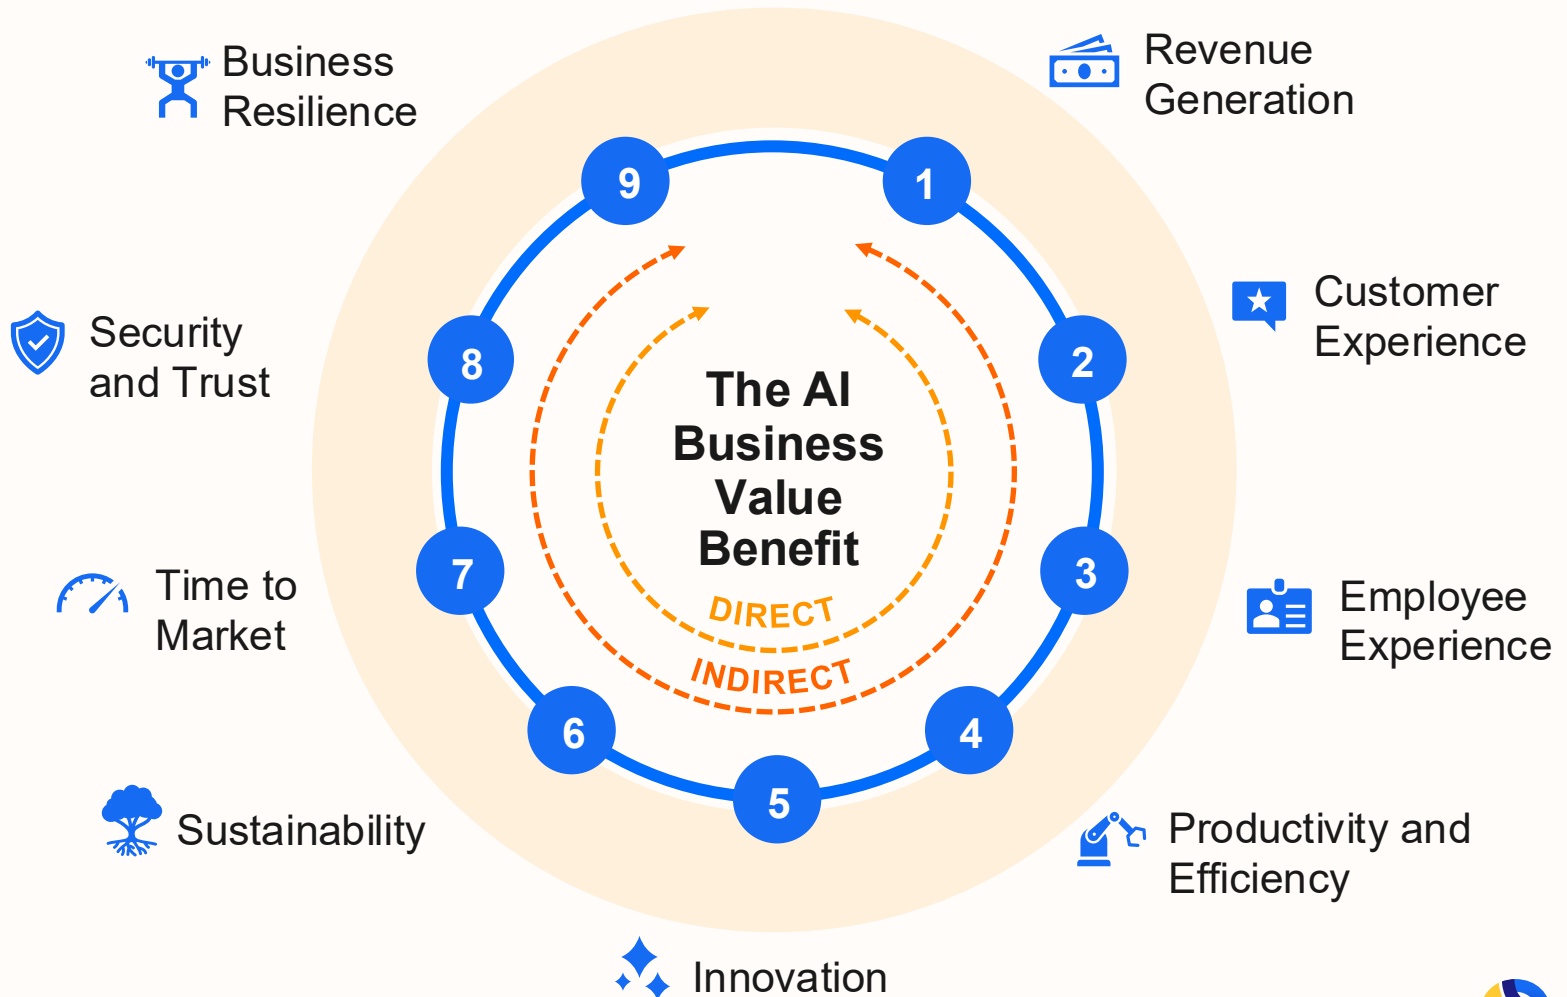 Business
Resilience
Revenue
Generation
9
1
Security
and Trust
Customer
Experience
8
2
The AI
Business
Value
Benefit
DIRECT
INDIRECT
Time to
Market
7
3
Employee
Experience
6
4
5
Sustainability
Productivity and
Efficiency
Innovation